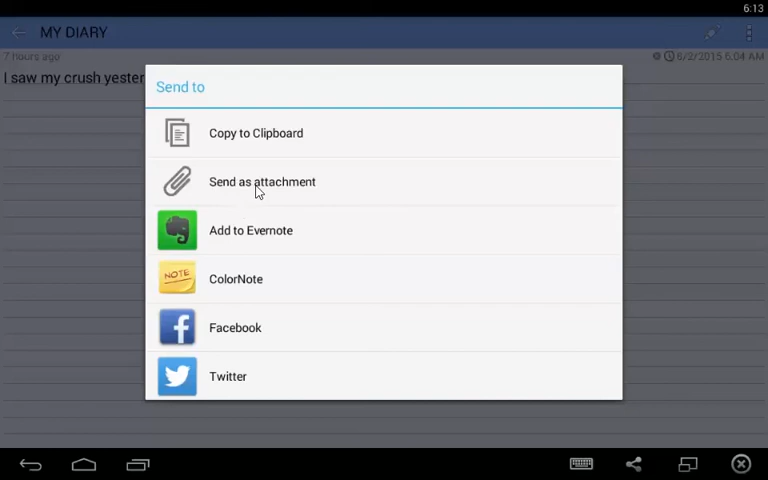 6:13
MY DIARY
7 hours ago
6/2/2015 6:04 AM
I saw my crush yester
Send to
Copy to Clipboard
Send as attachment
Add to Evernote
NOTE
ColorNote
Facebook
Twitter